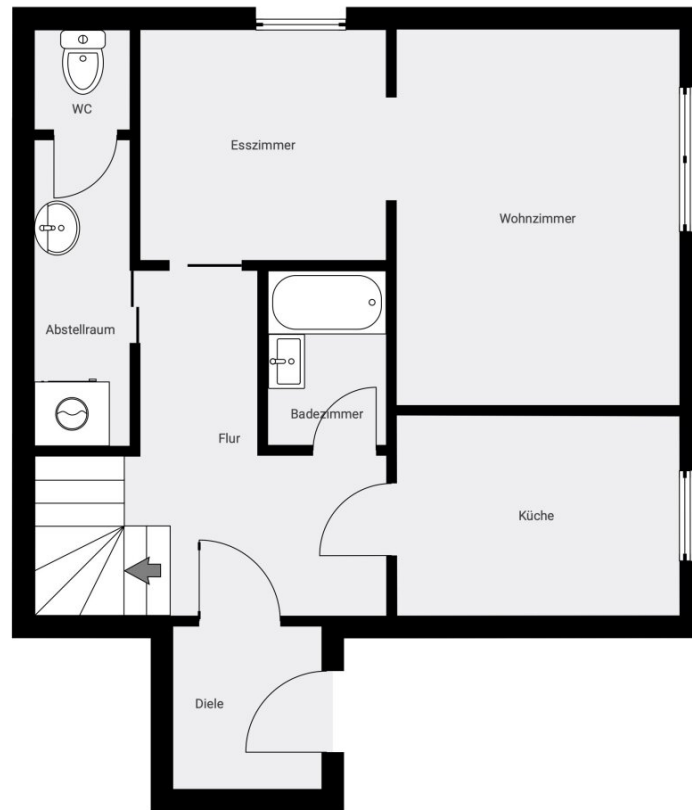 WC
Esszimmer
Wohnzimmer
Abstellraum
Badezimmer
Flur
Küche
Diele